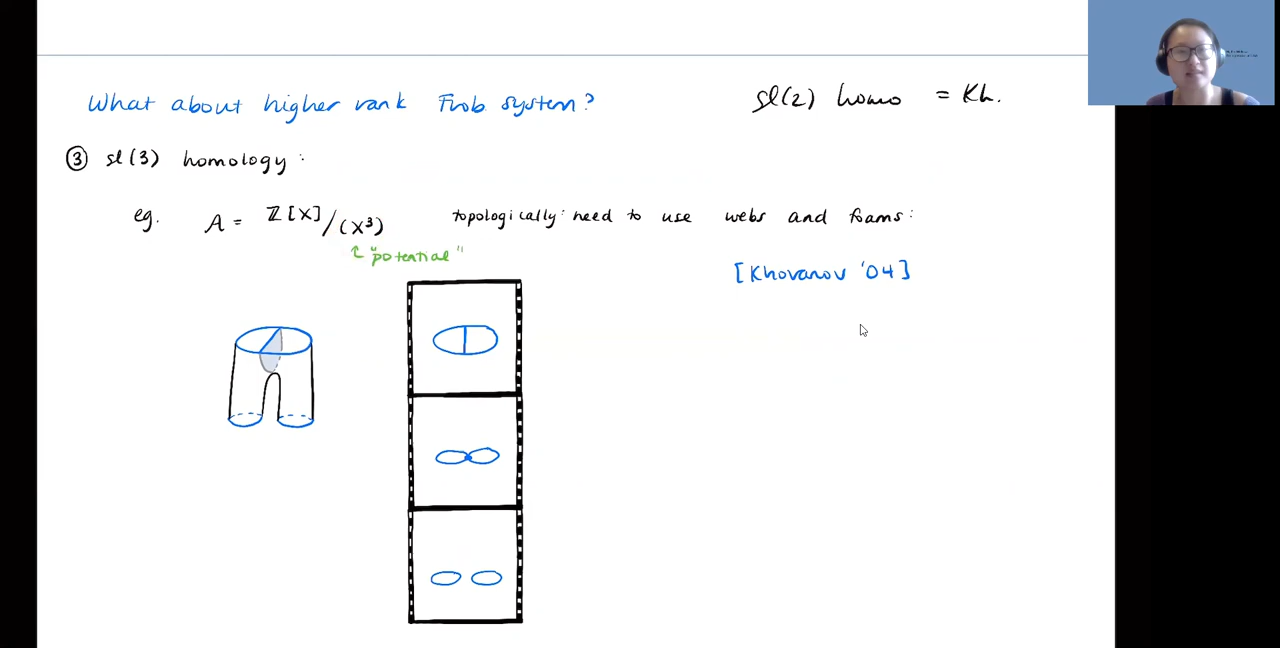 What about higher rank Frob system?
sl(2) homo = Kh.
③ sl(3) homology:
eg. A = ℤ[X]/(X³)
topologically: need to use webs and foams:
↑ "potential"
[Khovanov '04]